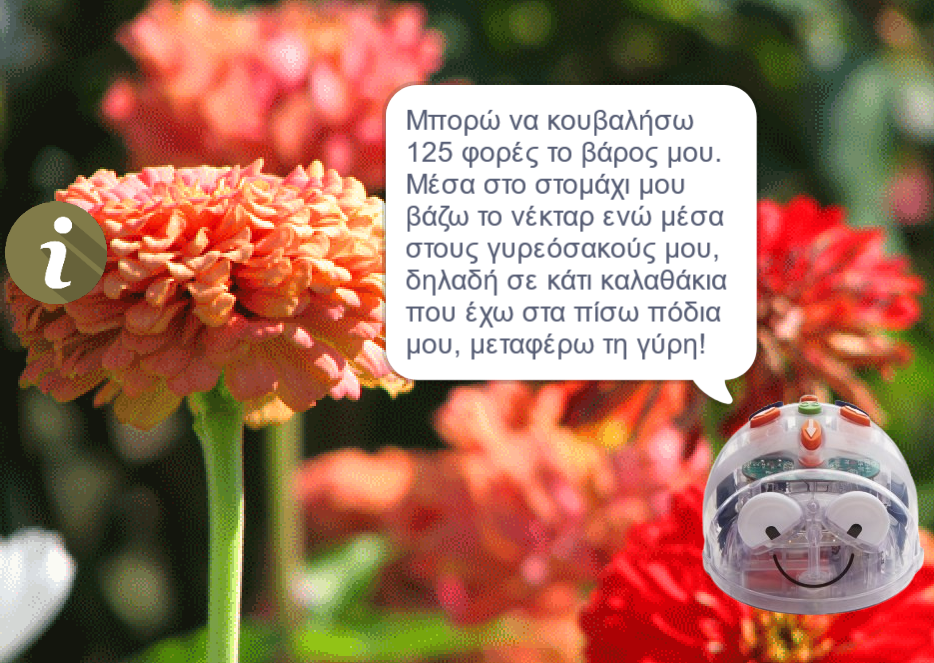 Μπορώ να κουβαλήσω
125 φορές το βάρος μου.
Μέσα στο στομάχι μου
βάζω το νέκταρ ενώ μέσα
στους γυρεόσακούς μου,
δηλαδή σε κάτι καλαθάκια
που έχω στα πίσω πόδια
μου, μεταφέρω τη γύρη!
i